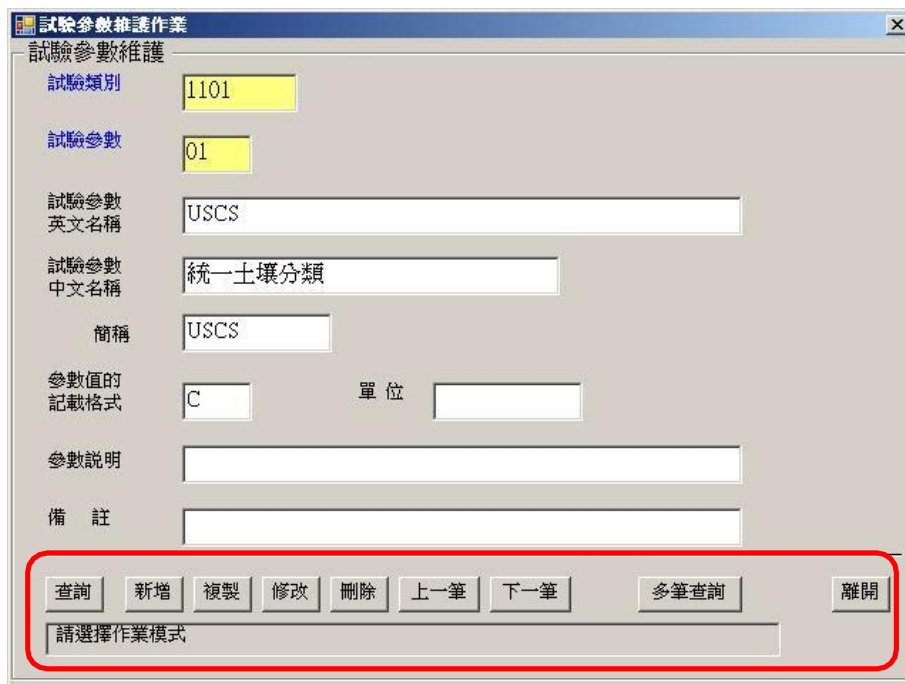 試驗參數維護作業
試驗參數維護
試驗類別
1101
試驗參數
01
試驗參數
英文名稱
USCS
試驗參數
中文名稱
統一土壤分類
簡稱
USCS
參數值的
記載格式
C
單 位
參數説明
備 註
查詢 新增 複製 修改 刪除 上一筆 下一筆 多筆查詢 離開
請選擇作業模式